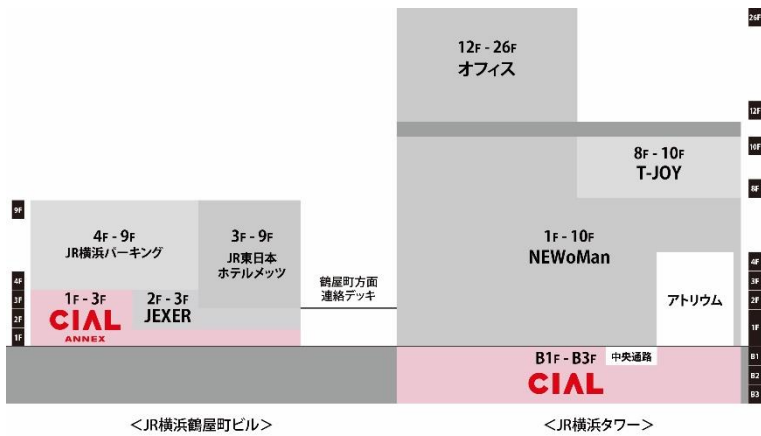 26F
12F - 26F
オフィス
12F
10F
8F - 10F
T-JOY
8F
9F
4F - 9F
JR横浜パーキング
3F - 9F
JR東日本
ホテルメッツ
1F - 10F
NEWoMan
4F
3F
2F
1F
鶴屋町方面
連絡デッキ
アトリウム
4F
3F
2F
1F
1F - 3F
CIAL
ANNEX
2F - 3F
JEXER
B1F - B3F
中央通路
CIAL
B1
B2
B3
＜JR横浜鶴屋町ビル＞
＜JR横浜タワー＞